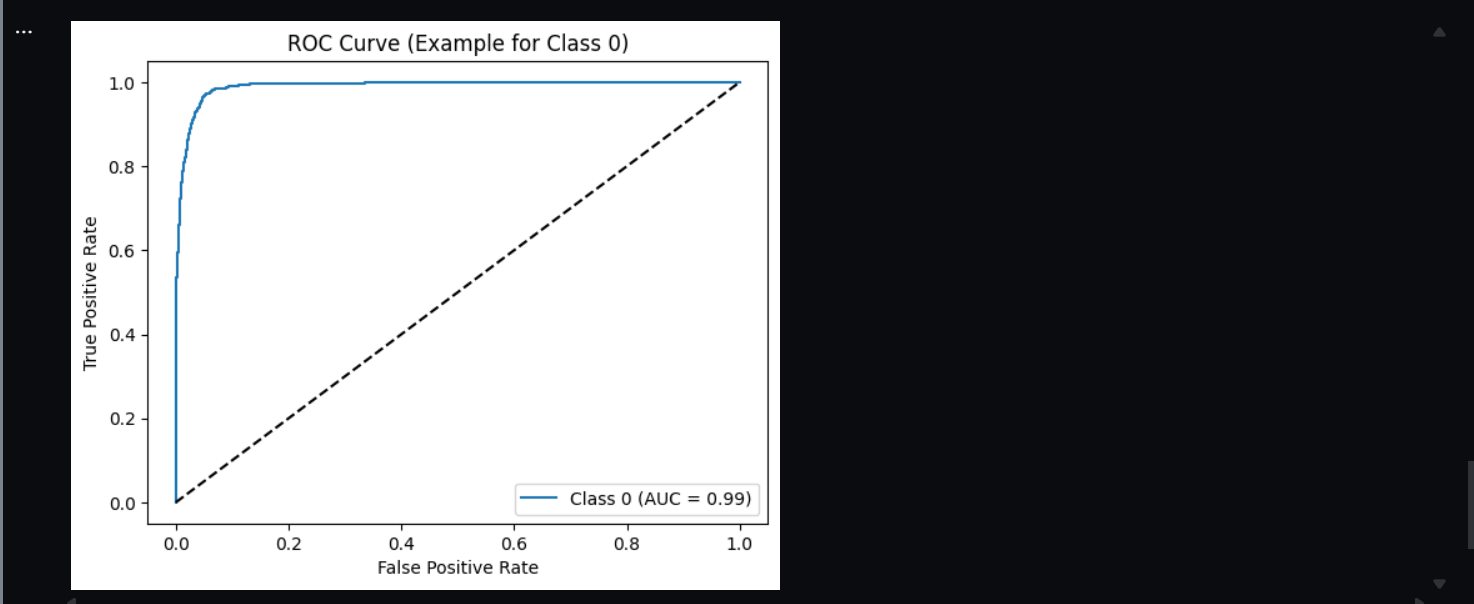 ...
ROC Curve (Example for Class 0)
1.0
0.8
0.6
0.4
0.2
0.0
True Positive Rate
Class 0 (AUC = 0.99)
0.0 0.2 0.4 0.6 0.8 1.0
False Positive Rate